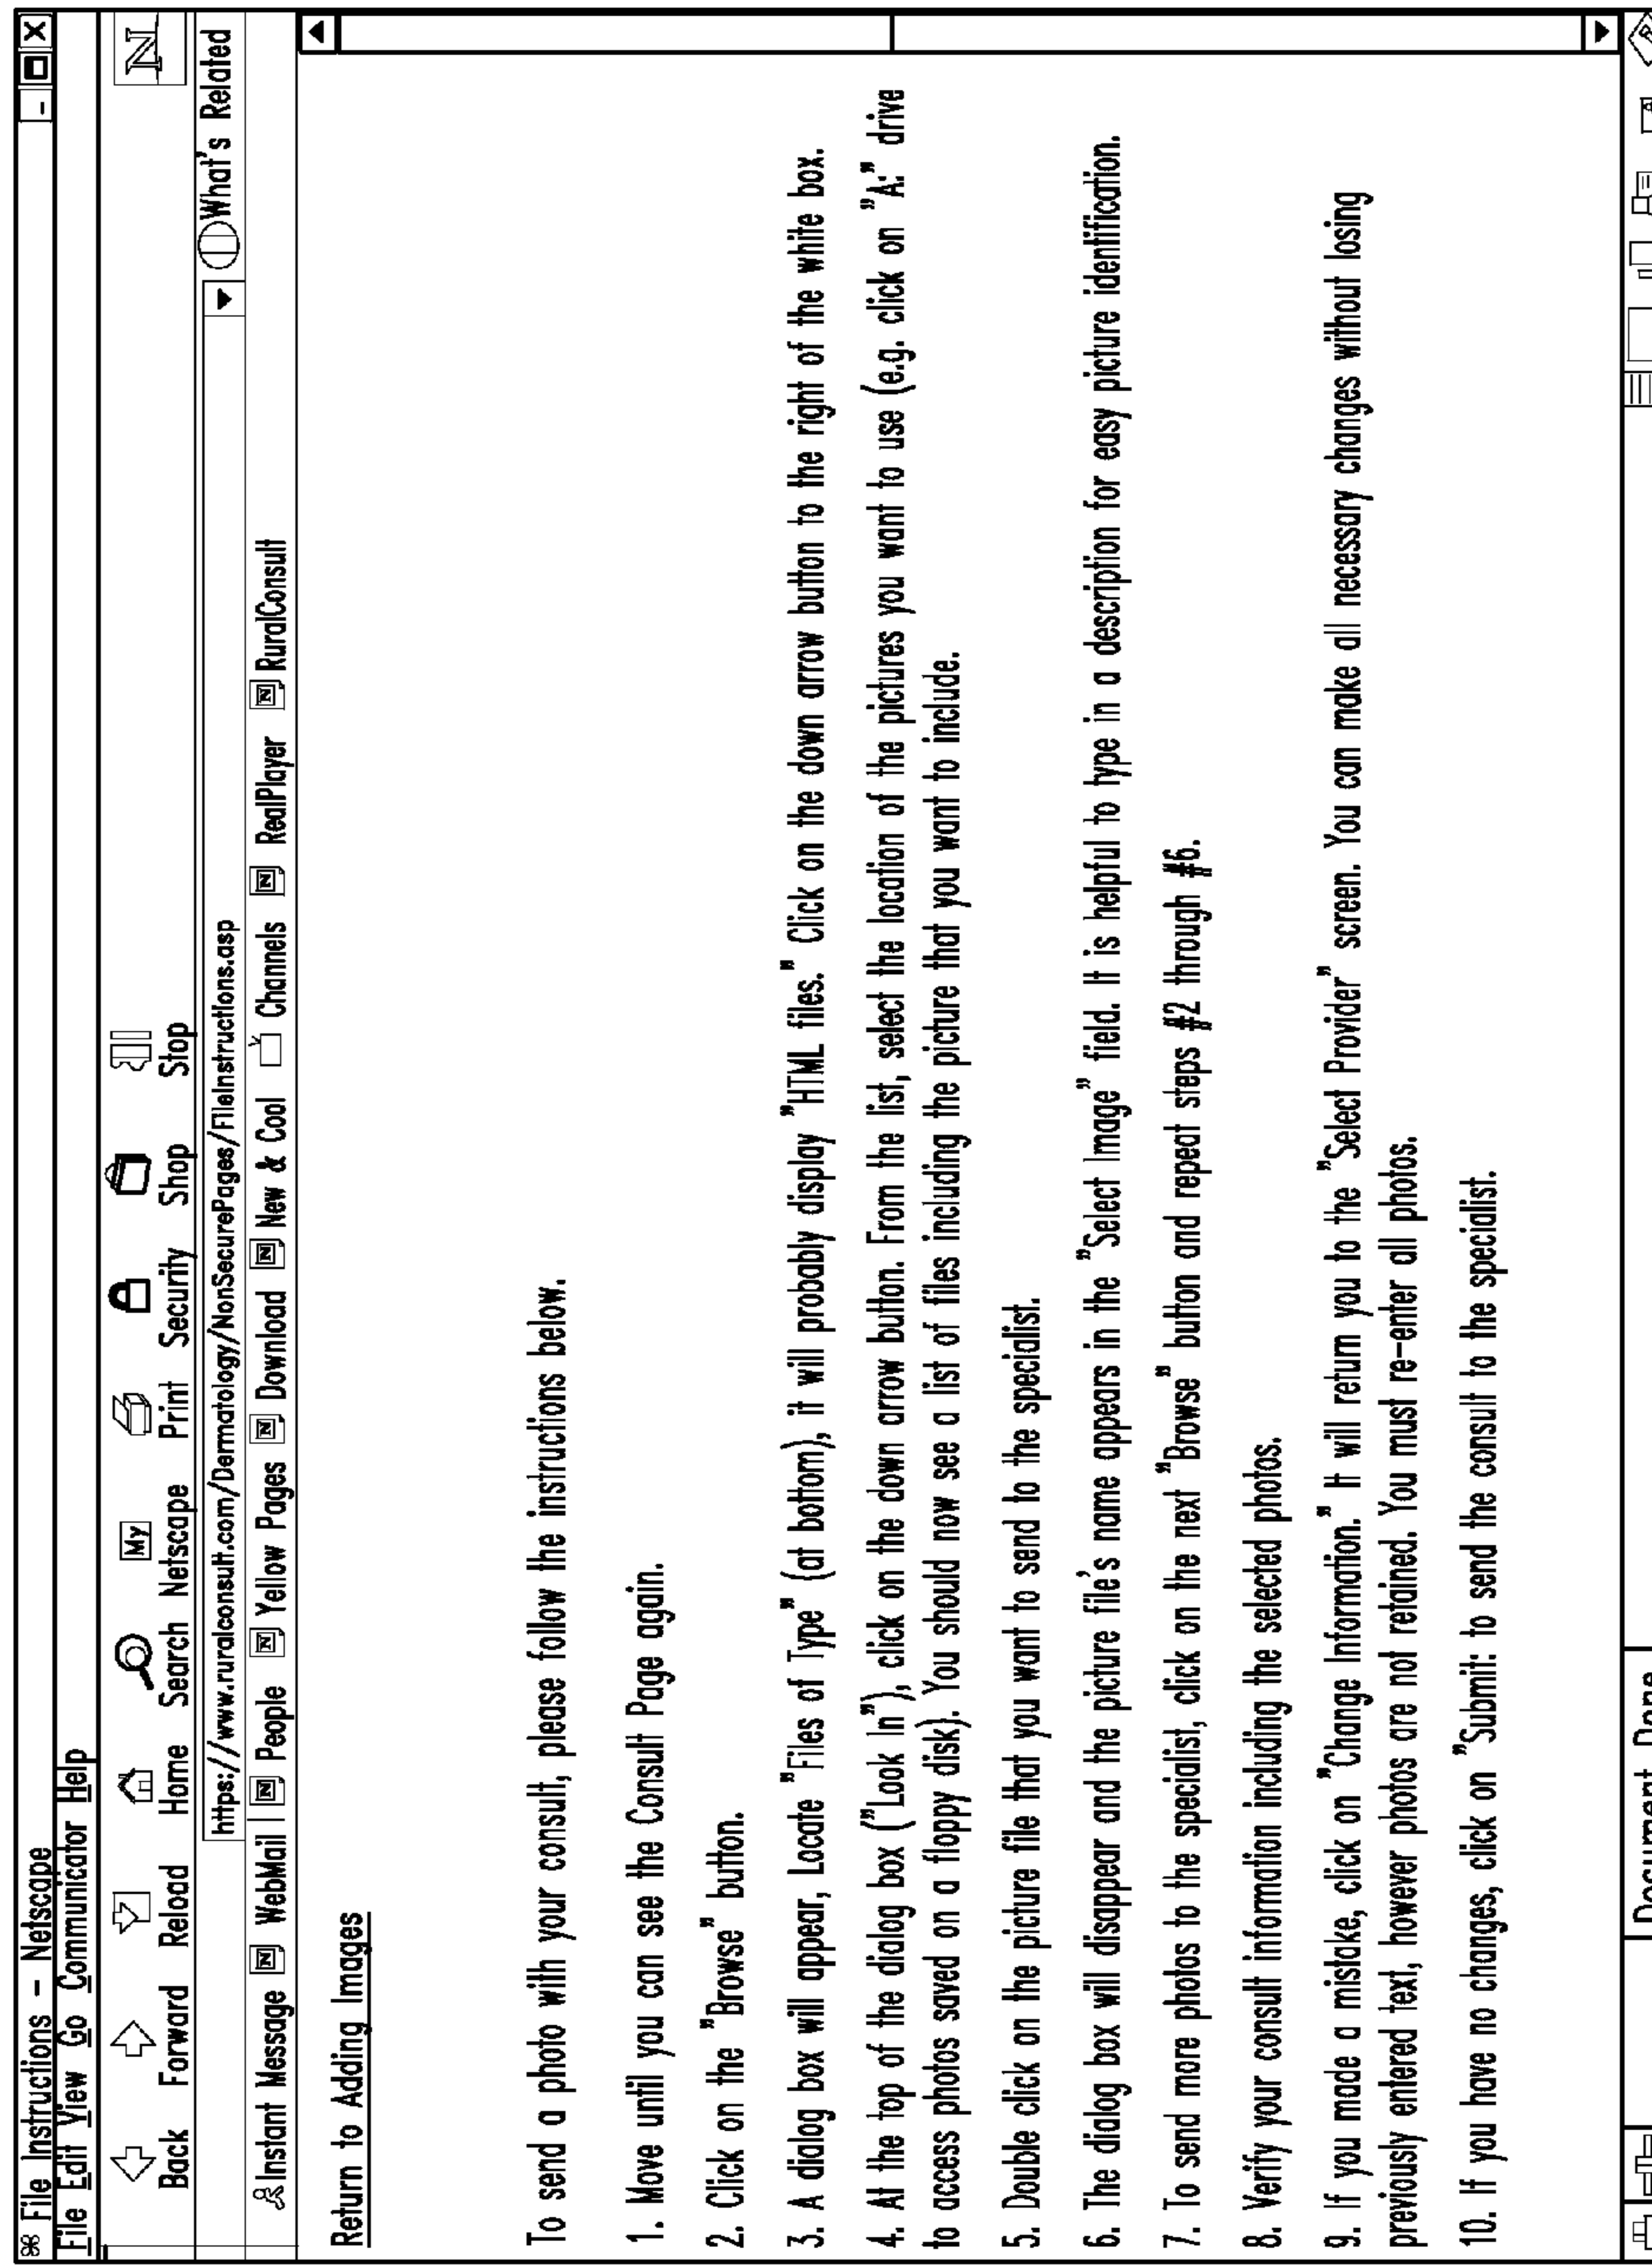 File Instructions – Netscape
File Edit View Go Communicator Help
Back Forward Reload Home Search Netscape Print Security Shop Stop
My
N
https://www.ruralconsult.com/Dermatology/NonSecurePages/FileInstructions.asp
What's Related
Instant Message WebMail People Yellow Pages Download New & Cool Channels RealPlayer RuralConsult
Return to Adding Images
To send a photo with your consult, please follow the instructions below.
1. Move until you can see the Consult Page again.
2. Click on the "Browse" button.
3. A dialog box will appear, Locate "Files of Type" (at bottom), it will probably display "HTML files." Click on the down arrow button to the right of the white box.
4. At the top of the dialog box ("Look In"), click on the down arrow button. From the list, select the location of the pictures you want to use (e.g. click on "A:" drive
to access photos saved on a floppy disk). You should now see a list of files including the picture that you want to include.
5. Double click on the picture file that you want to send to the specialist.
6. The dialog box will disappear and the picture file's name appears in the "Select Image" field. It is helpful to type in a description for easy picture identification.
7. To send more photos to the specialist, click on the next "Browse" button and repeat steps #2 through #6.
8. Verify your consult information including the selected photos.
9. If you made a mistake, click on "Change Information." It will return you to the "Select Provider" screen. You can make all necessary changes without losing
previously entered text, however photos are not retained. You must re-enter all photos.
10. If you have no changes, click on "Submit: to send the consult to the specialist.
Document Done